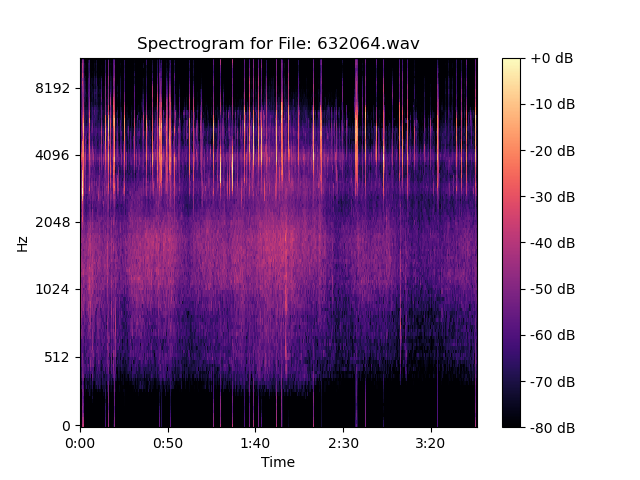 Spectrogram for File: 632064.wav
8192
4096
2048
1024
512
0
Hz
0:00
0:50
1:40
2:30
3:20
Time
+0 dB
-10 dB
-20 dB
-30 dB
-40 dB
-50 dB
-60 dB
-70 dB
-80 dB